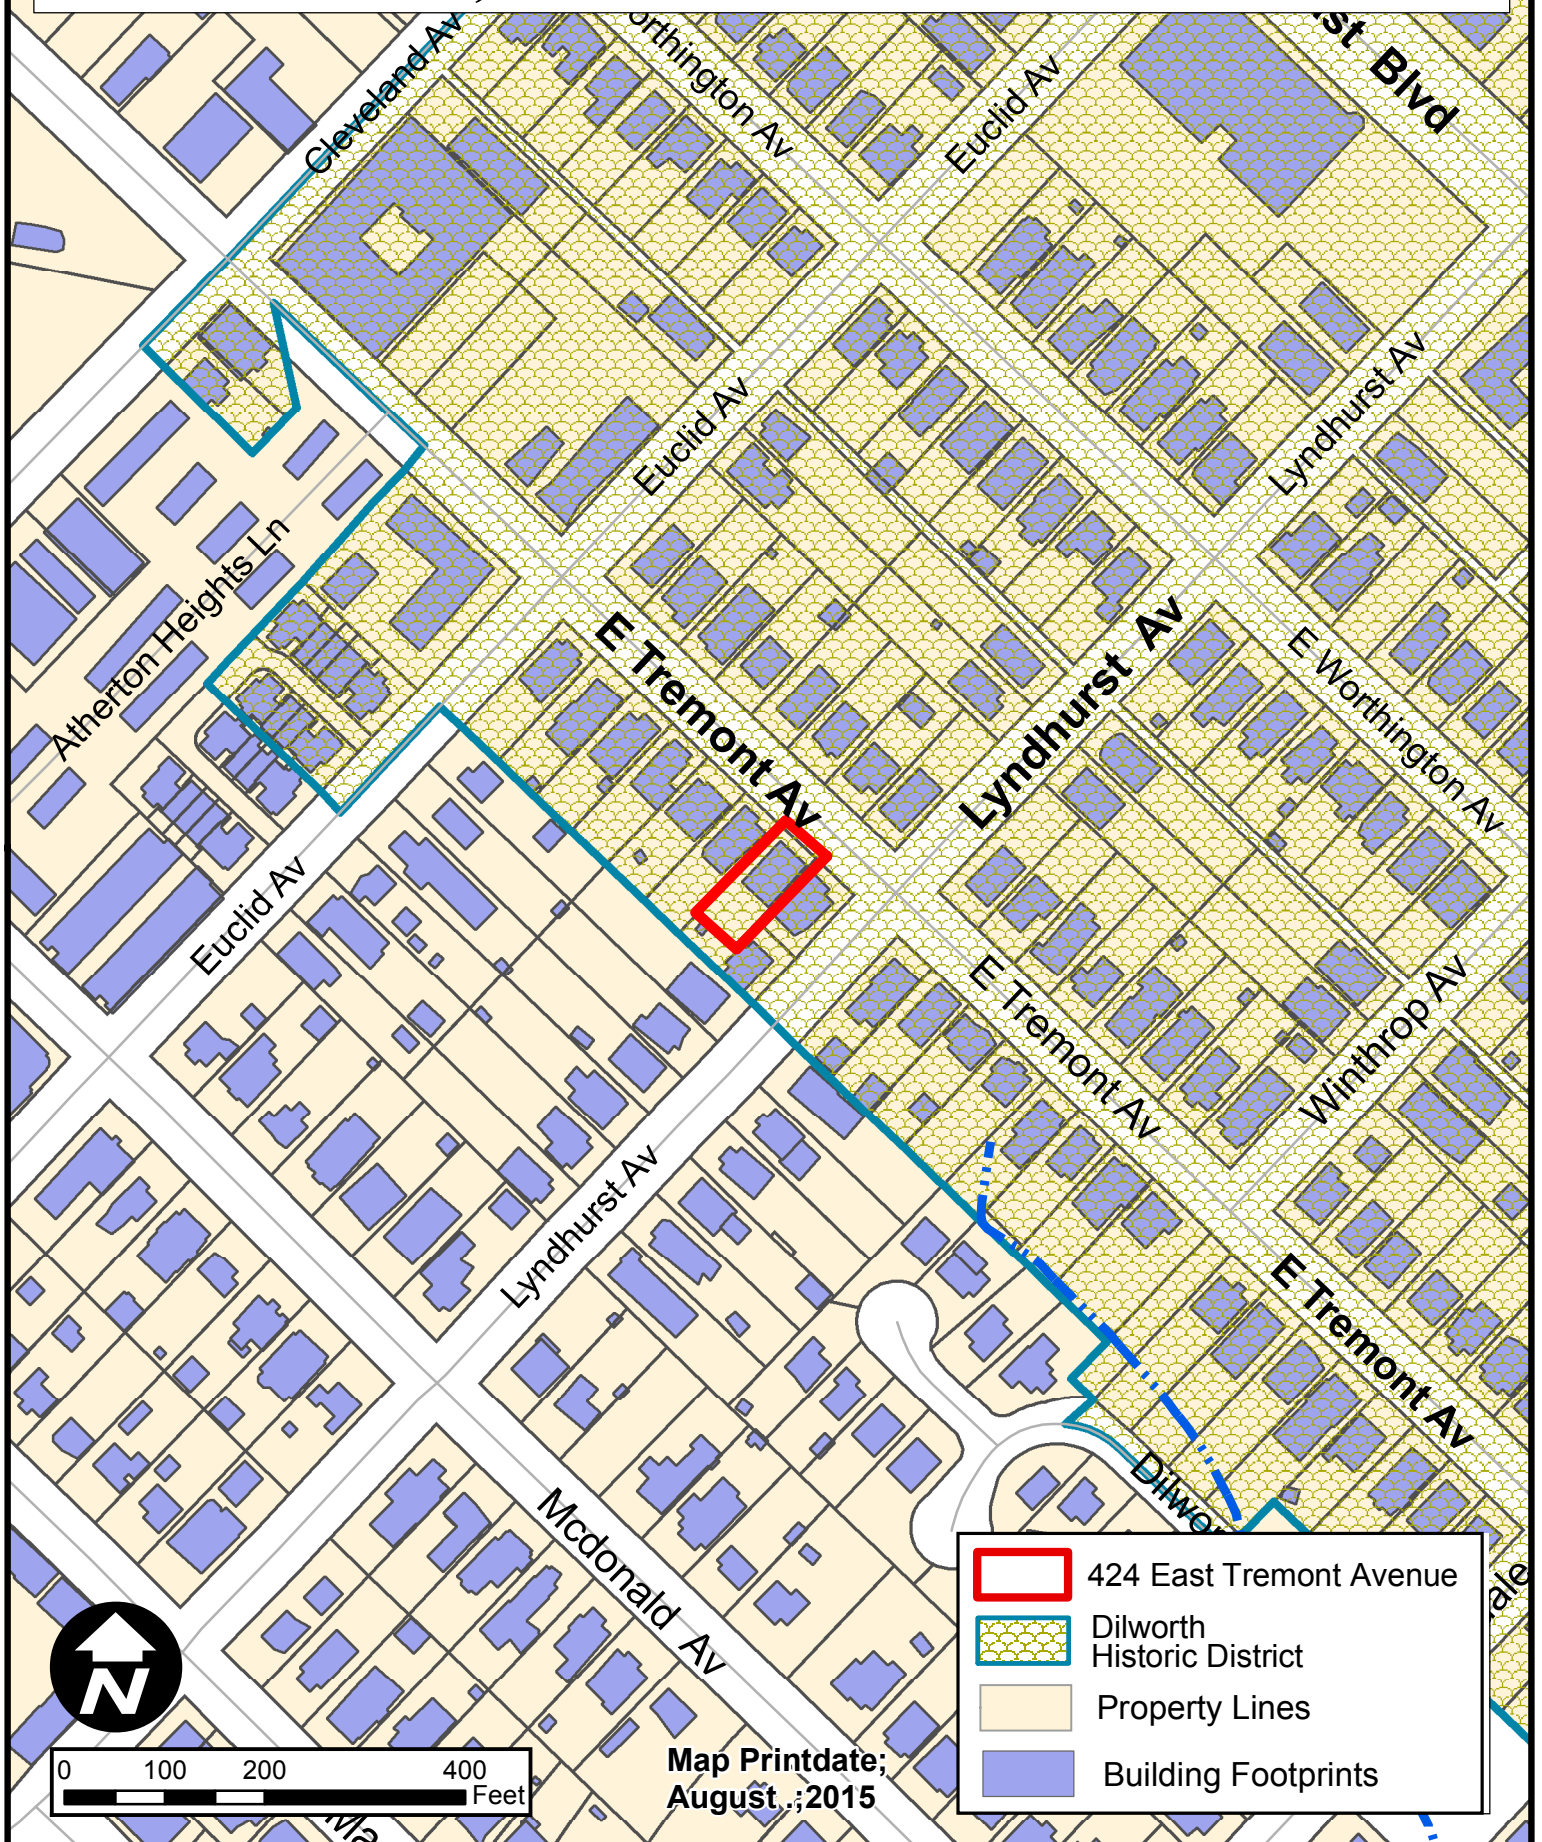 Cleveland Av
Worthington Av
Euclid Av
Blvd
Lyndhurst Av
Euclid Av
Atherton Heights Ln
E Tremont Av
Lyndhurst Av
E Worthington Av
Euclid Av
E Tremont Av
Winthrop Av
Lyndhurst Av
E Tremont Av
Mcdonald Av
424 East Tremont Avenue
Dilworth
Historic District
Property Lines
Building Footprints
N
0 100 200 400
Feet
Map Printdate;
August .;2015